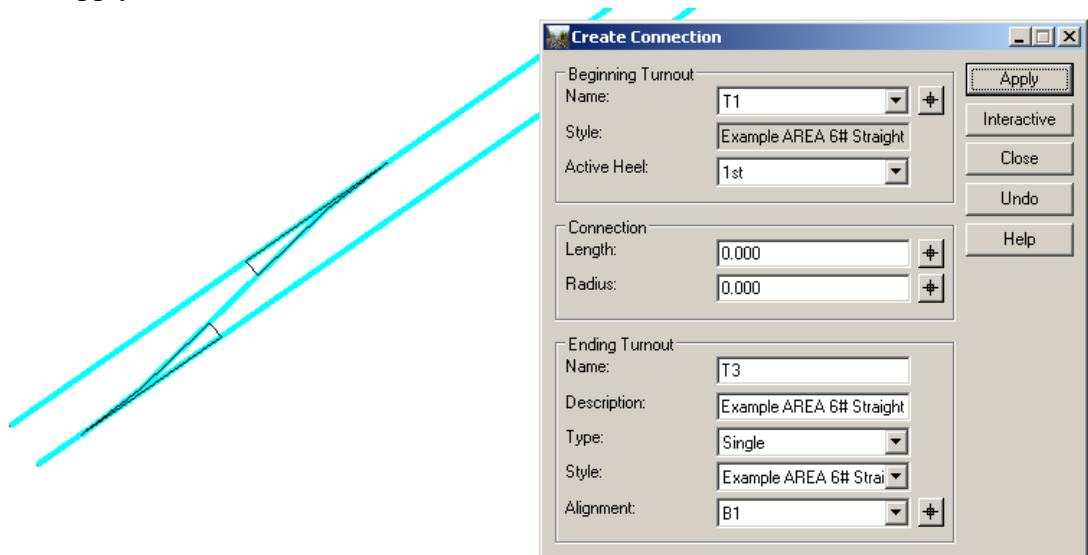 Create Connection
Beginning Turnout
Name: T1
Style: Example AREA 6# Straight
Active Heel: 1st
Connection
Length: 0.000
Radius: 0.000
Ending Turnout
Name: T3
Description: Example AREA 6# Straight
Type: Single
Style: Example AREA 6# Strai
Alignment: B1
Apply
Interactive
Close
Undo
Help